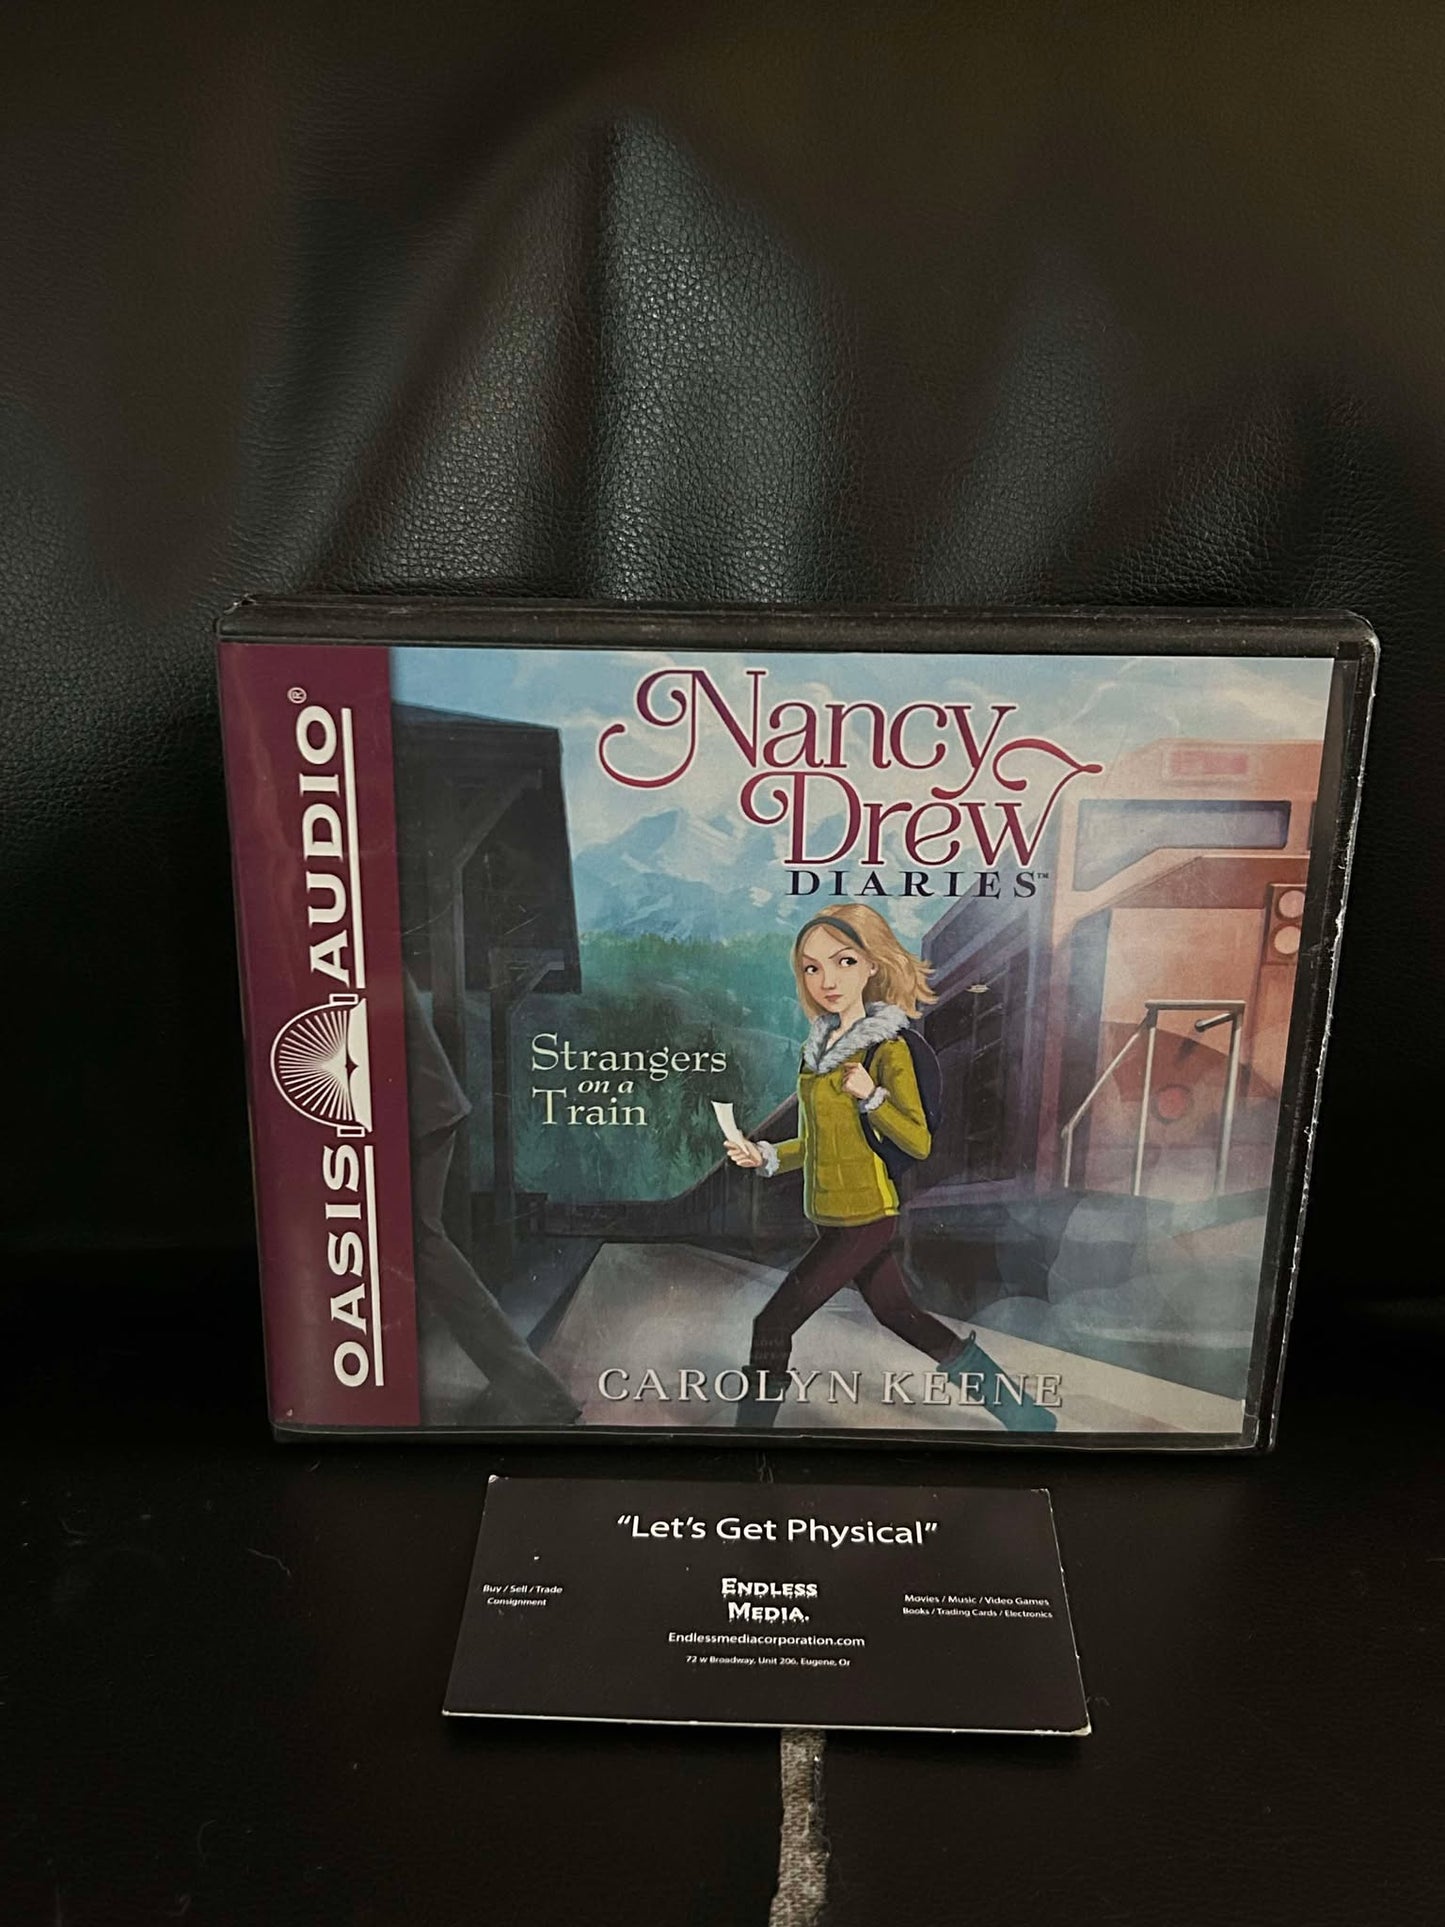 OASIS AUDIO®
Nancy
Drew
DIARIES™
Strangers
on a
Train
CAROLYN KEENE
“Let’s Get Physical”
Buy / Sell / Trade
Consignment
ENDLESS
MEDIA.
Endlessmediacorporation.com
72 w Broadway, Unit 206, Eugene, Or
Movies / Music / Video Games
Books / Trading Cards / Electronics